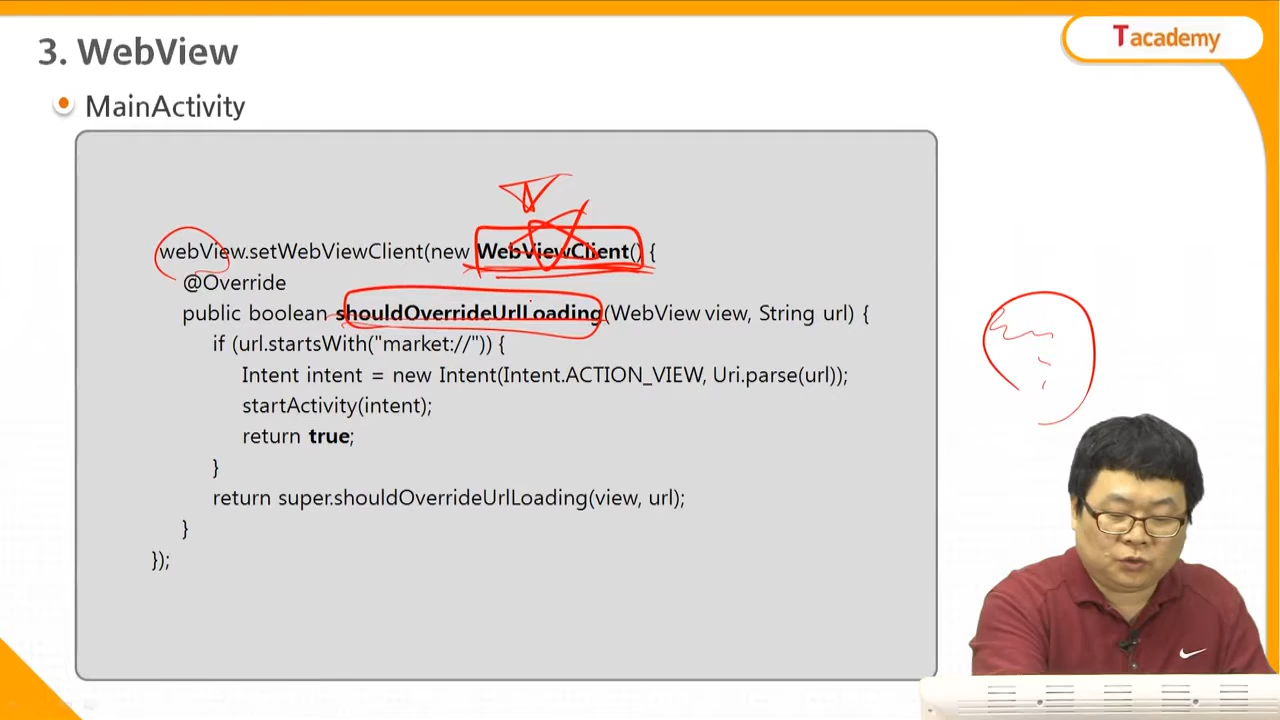 3. WebView
Tacademy
MainActivity
webView.setWebViewClient(new WebViewClient() {
@Override
public boolean shouldOverrideUrlLoading(WebView view, String url) {
if (url.startsWith("market://")) {
Intent intent = new Intent(Intent.ACTION_VIEW, Uri.parse(url));
startActivity(intent);
return true;
}
return super.shouldOverrideUrlLoading(view, url);
}
});